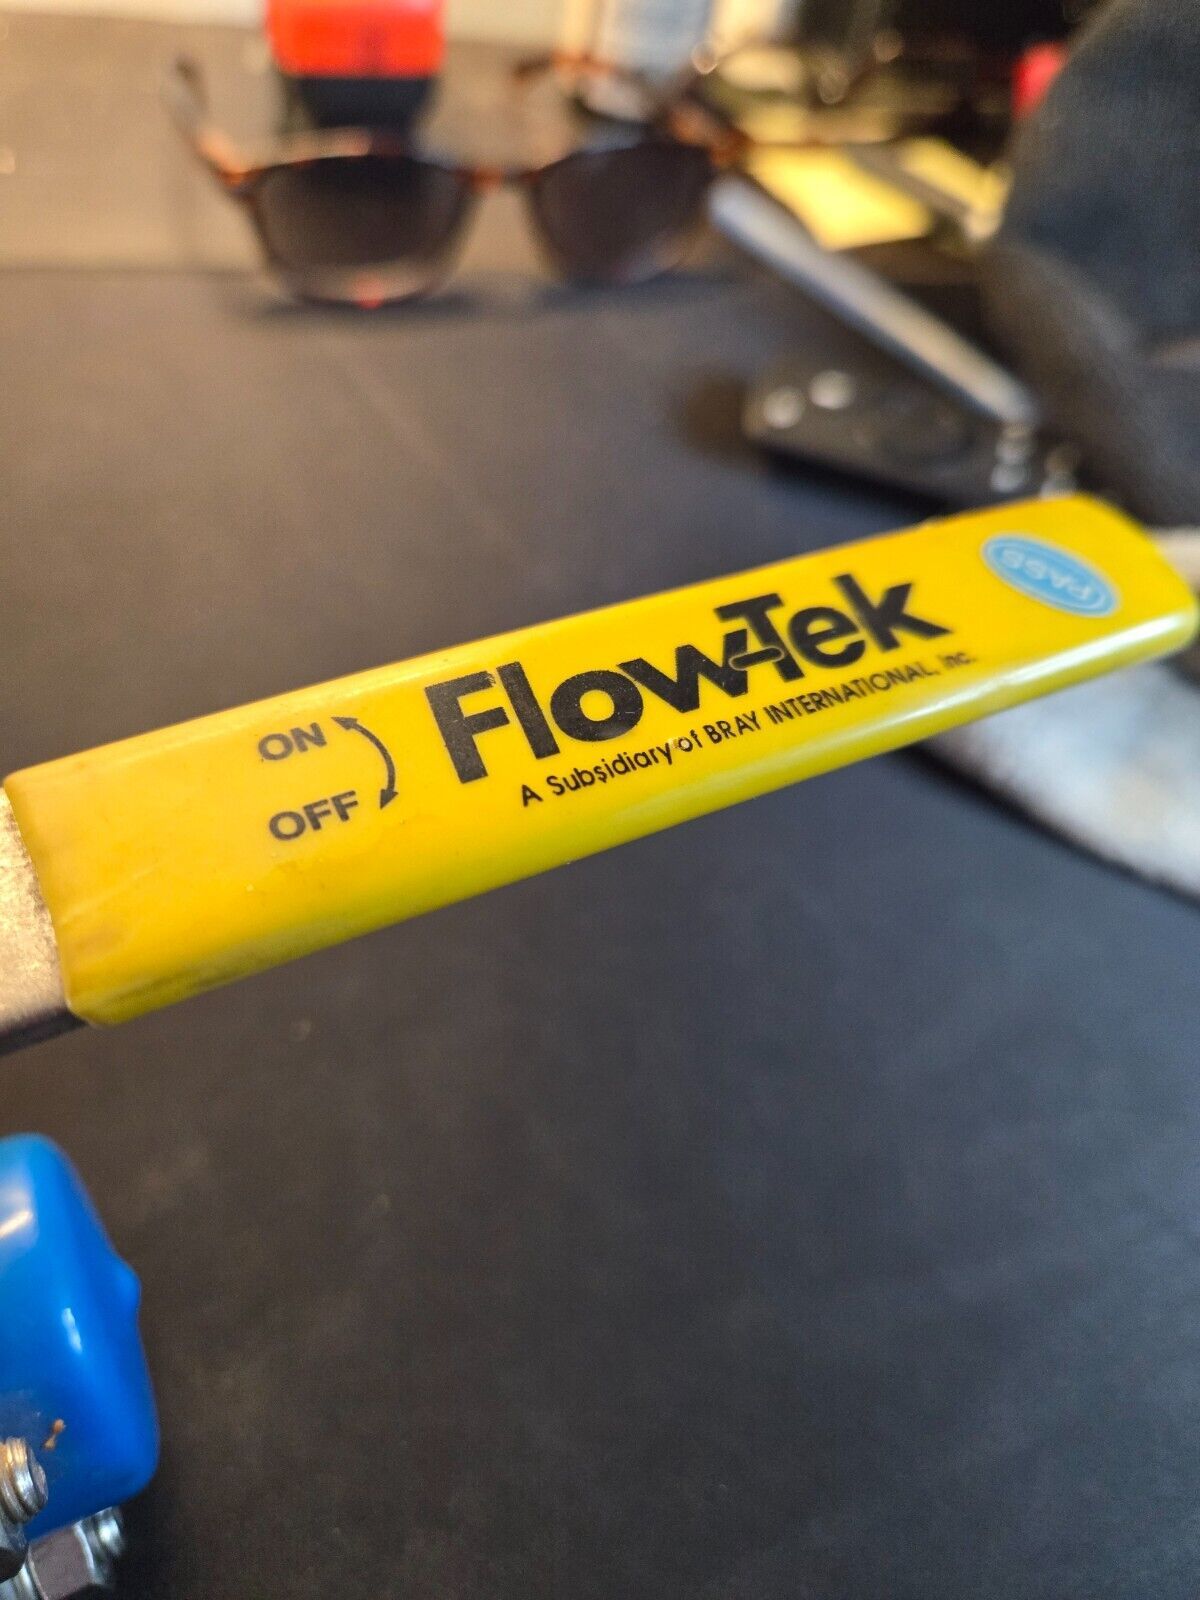 ON
OFF
Flow-Tek
A Subsidiary of BRAY INTERNATIONAL, Inc.
PASS